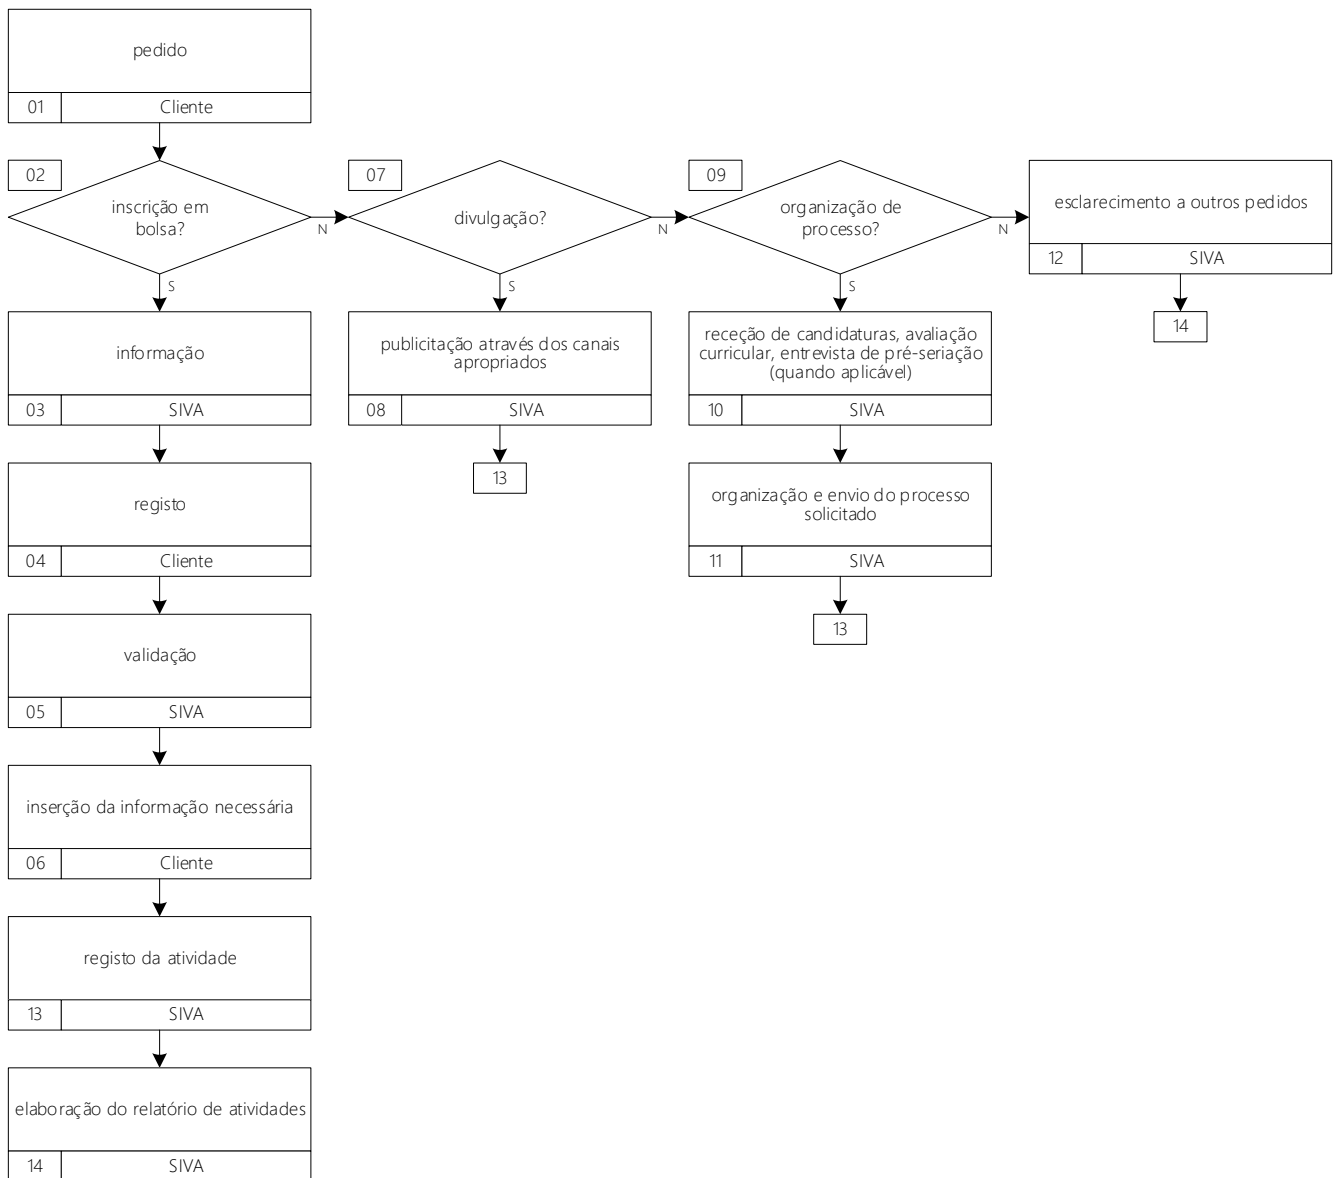 pedido
01
Cliente
02
inscrição em
bolsa?
N
S
07
divulgação?
N
S
09
organização de
processo?
N
S
esclarecimento a outros pedidos
12
SIVA
14
informação
03
SIVA
publicitação através dos canais
apropriados
08
SIVA
13
receção de candidaturas, avaliação
curricular, entrevista de pré-seriação
(quando aplicável)
10
SIVA
organização e envio do processo
solicitado
11
SIVA
13
registo
04
Cliente
validação
05
SIVA
inserção da informação necessária
06
Cliente
registo da atividade
13
SIVA
elaboração do relatório de atividades
14
SIVA